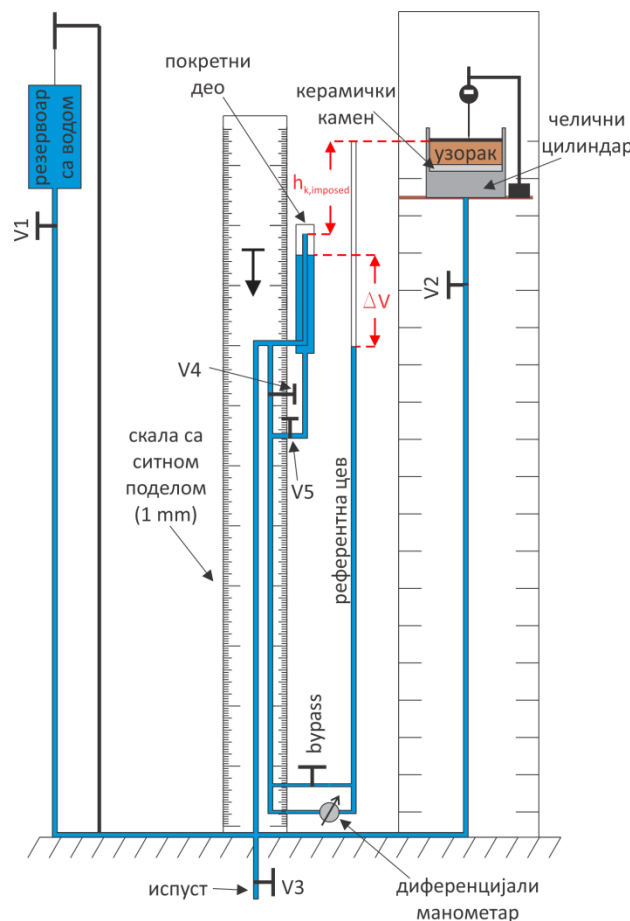 покретни
део
керамички
камен
челични
цилиндар
резервоар
са водом
узорак
h_k,imposed
V1
V2
ΔV
V4
V5
скала са
ситном
поделом
(1 mm)
референтна цев
bypass
испуст
V3
диференцијали
манометар